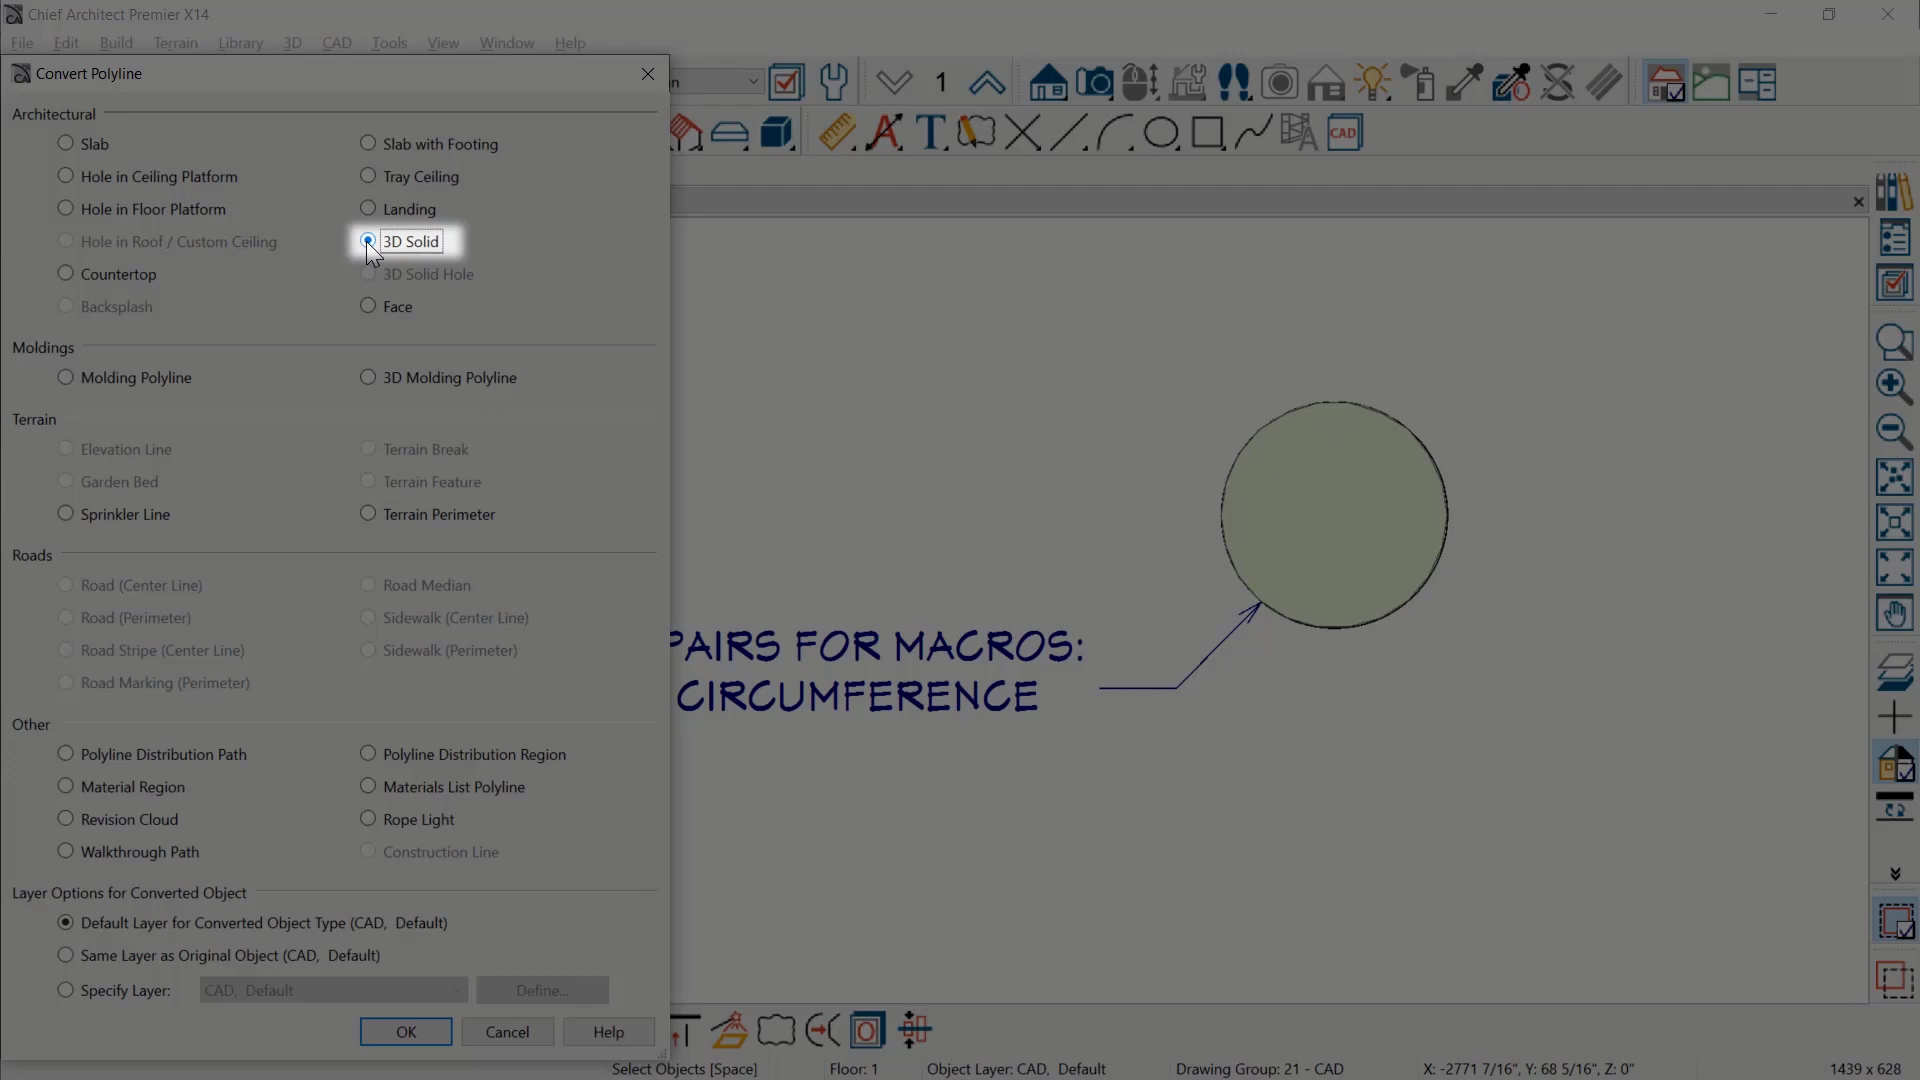 Chief Architect Premier X14
File Edit Build Terrain Library 3D CAD Tools View Window Help
Convert Polyline
1
T
CAD
Architectural
Slab
Slab with Footing
Hole in Ceiling Platform
Tray Ceiling
Hole in Floor Platform
Landing
Hole in Roof / Custom Ceiling
3D Solid
Countertop
3D Solid Hole
Backsplash
Face
Moldings
Molding Polyline
3D Molding Polyline
Terrain
Elevation Line
Terrain Break
Garden Bed
Terrain Feature
Sprinkler Line
Terrain Perimeter
Roads
Road (Center Line)
Road Median
Road (Perimeter)
Sidewalk (Center Line)
Road Stripe (Center Line)
Sidewalk (Perimeter)
Road Marking (Perimeter)
PAIRS FOR MACROS:
CIRCUMFERENCE
Other
Polyline Distribution Path
Polyline Distribution Region
Material Region
Materials List Polyline
Revision Cloud
Rope Light
Walkthrough Path
Construction Line
Layer Options for Converted Object
Default Layer for Converted Object Type (CAD, Default)
Same Layer as Original Object (CAD, Default)
Specify Layer: CAD, Default Define...
OK Cancel Help
Select Objects [Space] Floor: 1 Object Layer: CAD, Default Drawing Group: 21 - CAD X: -2771 7/16", Y: 68 5/16", Z: 0" 1439 x 628